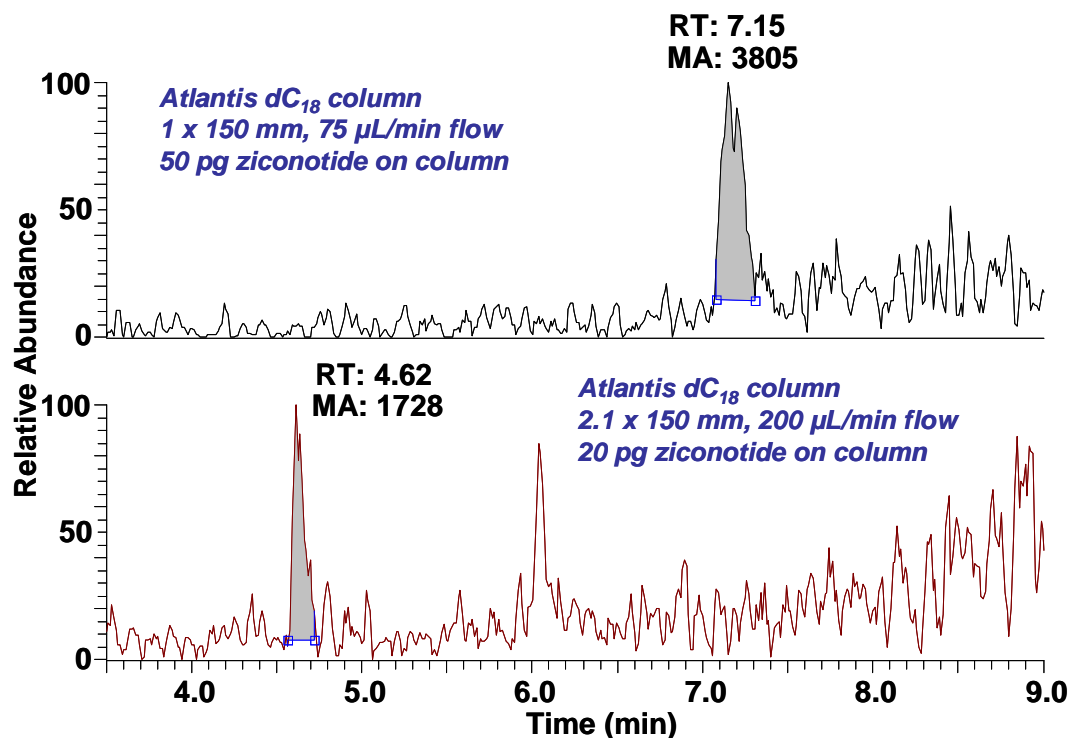 RT: 7.15
MA: 3805
100
Atlantis dC18 column
1 x 150 mm, 75 µL/min flow
50 pg ziconotide on column
50
0
Relative Abundance
RT: 4.62
MA: 1728
100
Atlantis dC18 column
2.1 x 150 mm, 200 µL/min flow
20 pg ziconotide on column
50
0
4.0 5.0 6.0 7.0 8.0 9.0
Time (min)